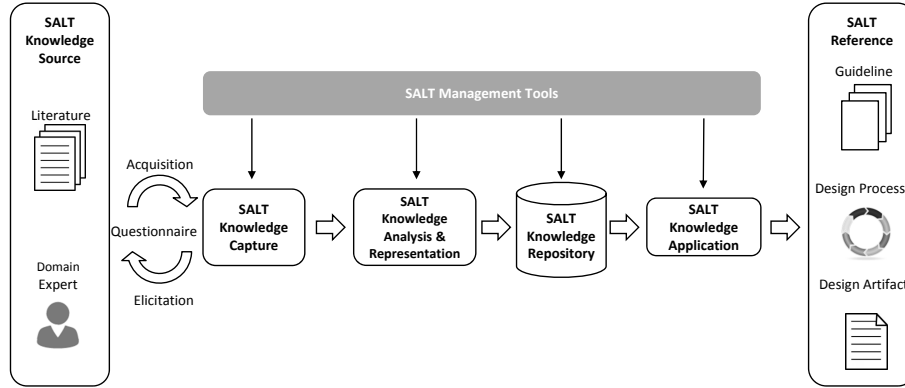 SALT
Knowledge
Source
Literature
Domain
Expert
Acquisition
Questionnaire
Elicitation
SALT Management Tools
SALT
Knowledge
Capture
SALT
Knowledge
Analysis &
Representation
SALT
Knowledge
Repository
SALT
Knowledge
Application
SALT
Reference
Guideline
Design Process
Design Artifact